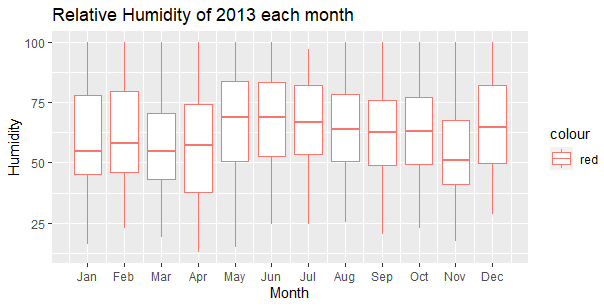 Relative Humidity of 2013 each month
Humidity
100
75
50
25
Jan Feb Mar Apr May Jun Jul Aug Sep Oct Nov Dec
Month
colour
red